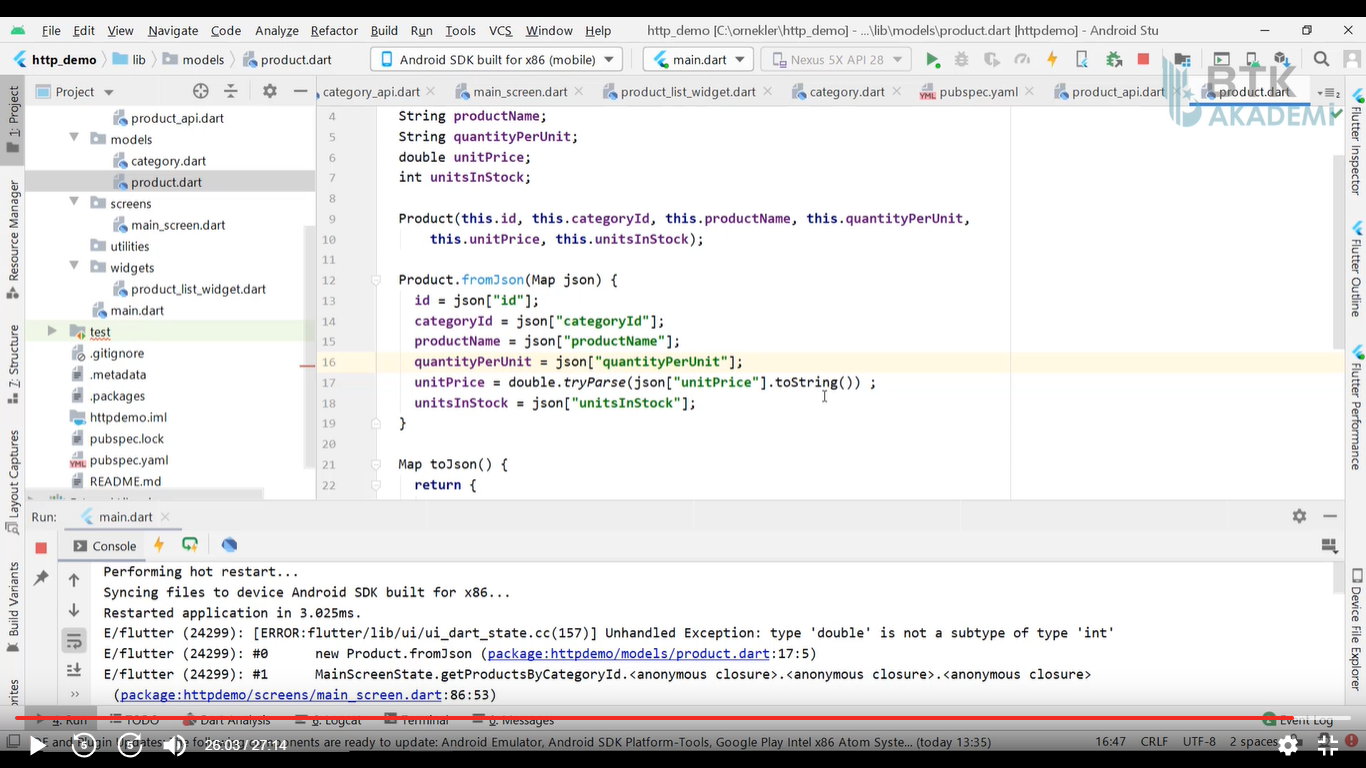 File Edit View Navigate Code Analyze Refactor Build Run Tools VCS Window Help http_demo [C:\ornekler\http_demo] - ...\lib\models\product.dart [httpdemo] - Android Stu
http_demo lib models product.dart Android SDK built for x86 (mobile) main.dart Nexus 5X API 28
BTK
AKADEMİ
Project category_api.dart main_screen.dart product_list_widget.dart category.dart pubspec.yaml product_api.dart product.dart
1: Project
Resource Manager
7: Structure
Layout Captures
Build Variants
product_api.dart
models
category.dart
product.dart
screens
main_screen.dart
utilities
widgets
product_list_widget.dart
main.dart
test
.gitignore
.metadata
.packages
httpdemo.iml
pubspec.lock
pubspec.yaml
README.md
4 String productName;
5 String quantityPerUnit;
6 double unitPrice;
7 int unitsInStock;
8
9 Product(this.id, this.categoryId, this.productName, this.quantityPerUnit,
10 this.unitPrice, this.unitsInStock);
11
12 Product.fromJson(Map json) {
13 id = json["id"];
14 categoryId = json["categoryId"];
15 productName = json["productName"];
16 quantityPerUnit = json["quantityPerUnit"];
17 unitPrice = double.tryParse(json["unitPrice"].toString()) ;
18 unitsInStock = json["unitsInStock"];
19 }
20
21 Map toJson() {
22 return {
Flutter Inspector
Flutter Outline
Flutter Performance
Device File Explorer
Run: main.dart
Console
Performing hot restart...
Syncing files to device Android SDK built for x86...
Restarted application in 3.025ms.
E/flutter (24299): [ERROR:flutter/lib/ui/ui_dart_state.cc(157)] Unhandled Exception: type 'double' is not a subtype of type 'int'
E/flutter (24299): #0 new Product.fromJson (package:httpdemo/models/product.dart:17:5)
E/flutter (24299): #1 MainScreenState.getProductsByCategoryId.<anonymous closure>.<anonymous closure>.<anonymous closure>
(package:httpdemo/screens/main_screen.dart:86:53)
4: Run TODO Dart Analysis 6: Logcat Terminal 0: Messages Event Log
components are ready to update: Android Emulator, Android SDK Platform-Tools, Google Play Intel x86 Atom Syste... (today 13:35) 16:47 CRLF UTF-8 2 spaces
26:03 / 27:14